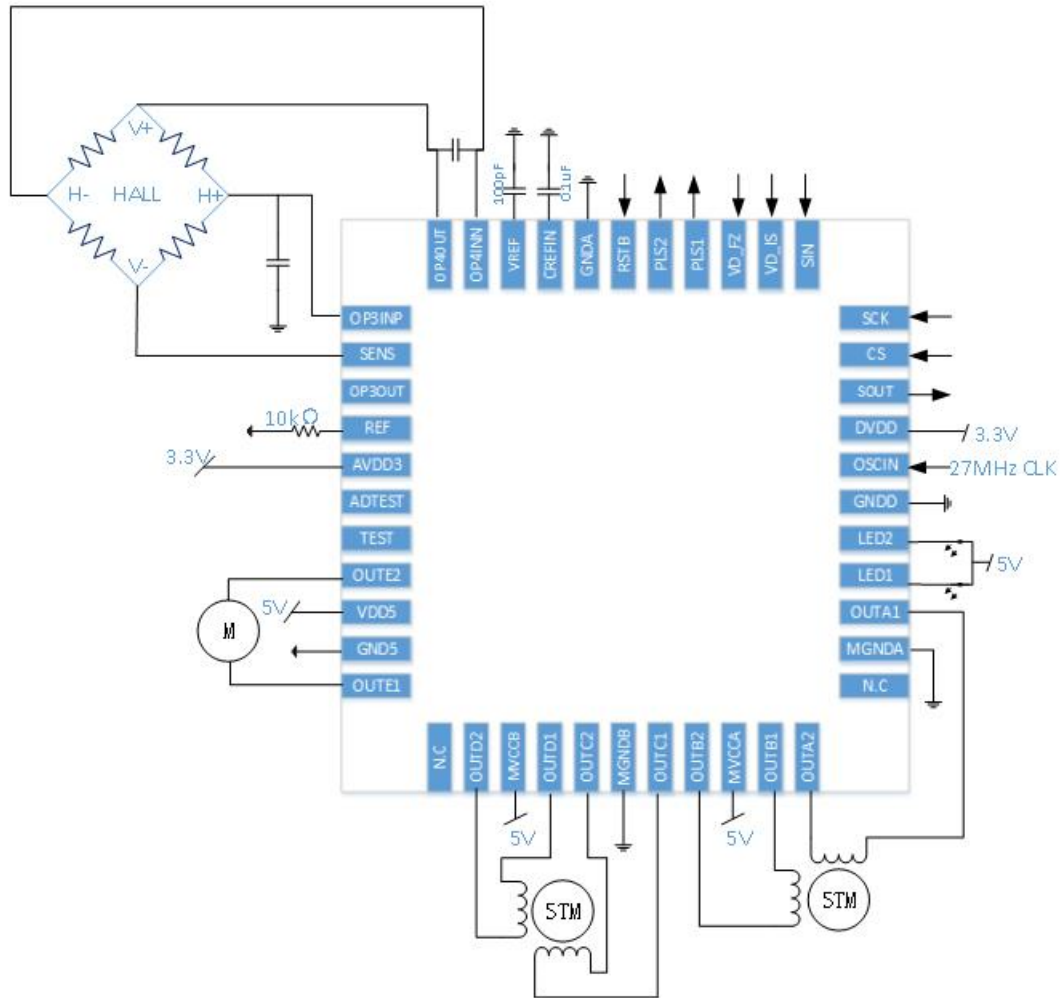 V+
H-
HALL
H+
V-
100pF
01uF
OP4OUT
OP4INN
VREF
CREFIN
GNDA
RSTB
PLS2
PLS1
VD_FZ
VD_IS
SIN
OP3INP
SENS
OP3OUT
10kΩ
REF
3.3V
AVDD3
ADTEST
TEST
OUTE2
5V
VDD5
M
GND5
OUTE1
SCK
CS
SOUT
DVDD
3.3V
OSCIN
27MHz CLK
GNDD
LED2
5V
LED1
OUTA1
MGNDA
N.C
N.C
OUTD2
MVCCB
OUTD1
OUTC2
MGNDB
OUTC1
OUTB2
MVCCA
OUTB1
OUTA2
5V
5V
STM
STM